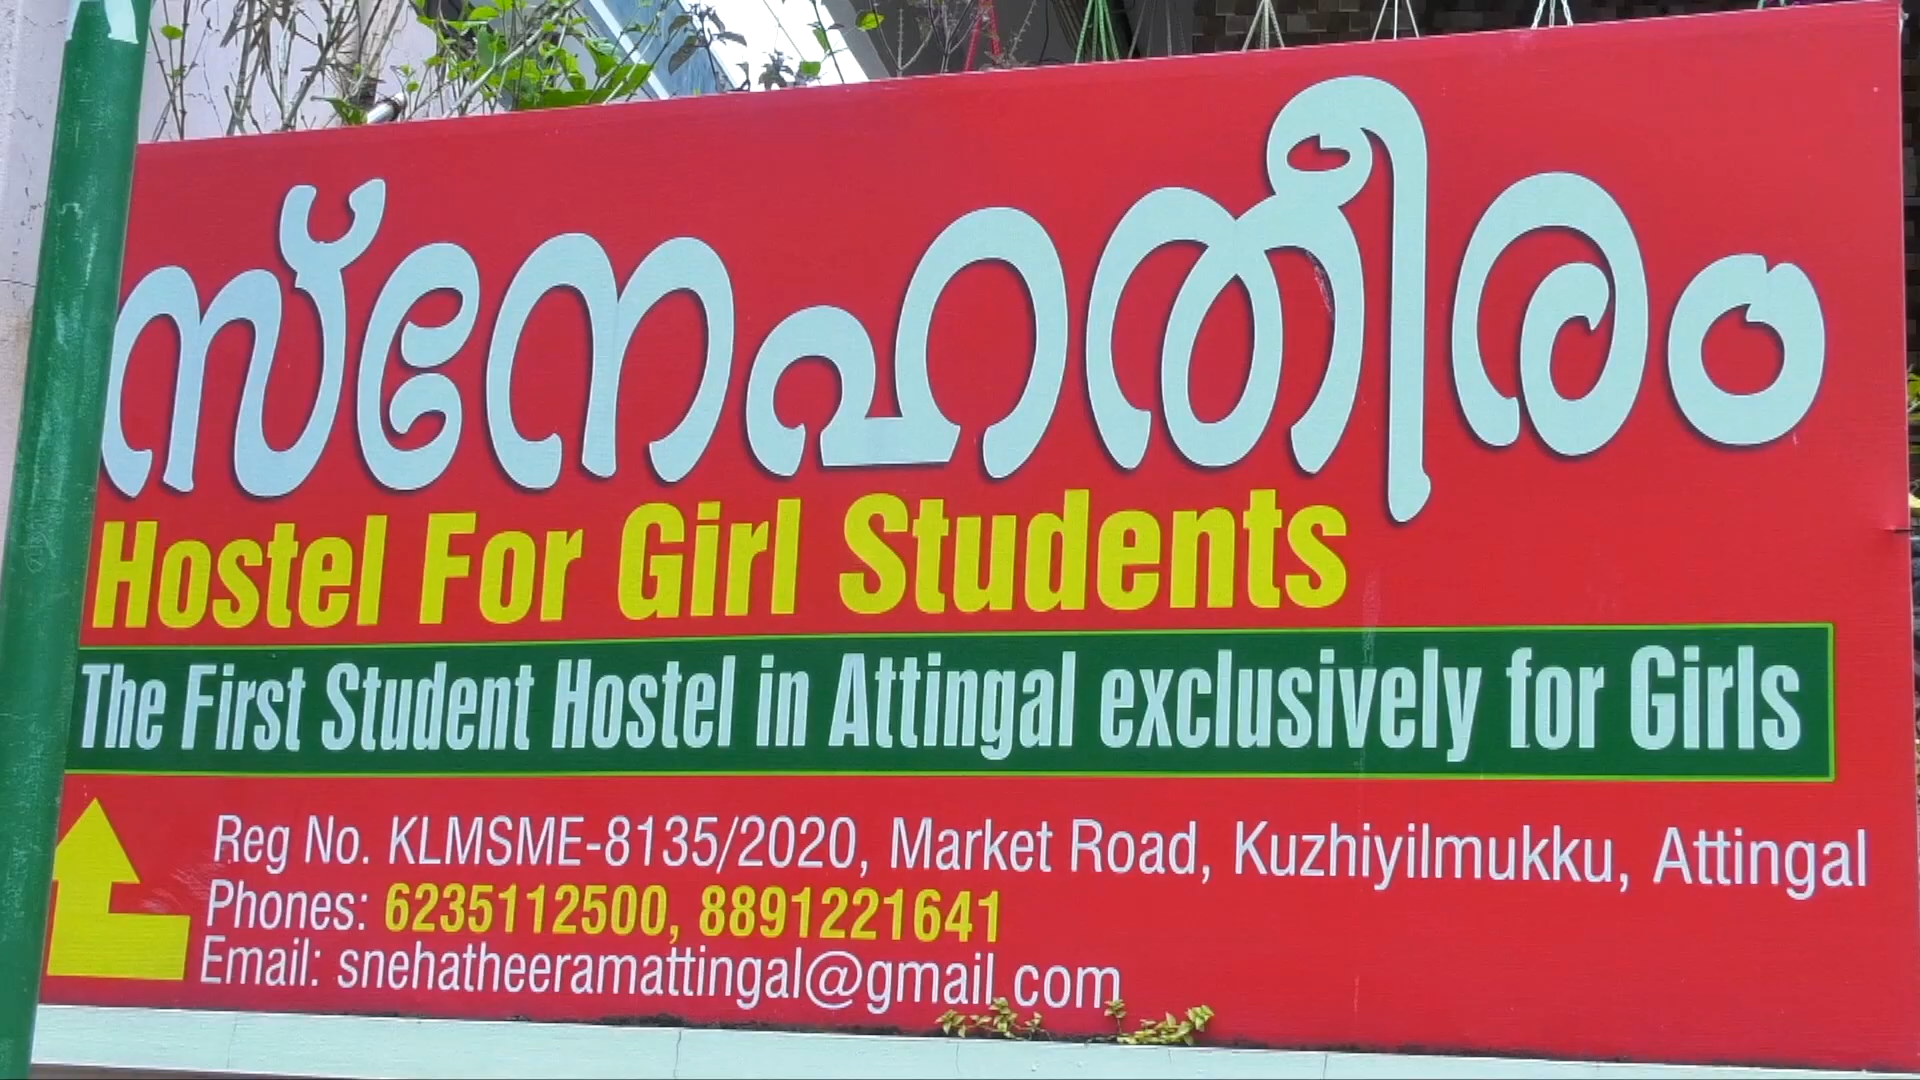 സ്നേഹതീരം
Hostel For Girl Students
The First Student Hostel in Attingal exclusively for Girls
Reg No. KLMSME-8135/2020, Market Road, Kuzhiyilmukku, Attingal
Phones: 6235112500, 8891221641
Email: snehatheeramattingal@gmail.com